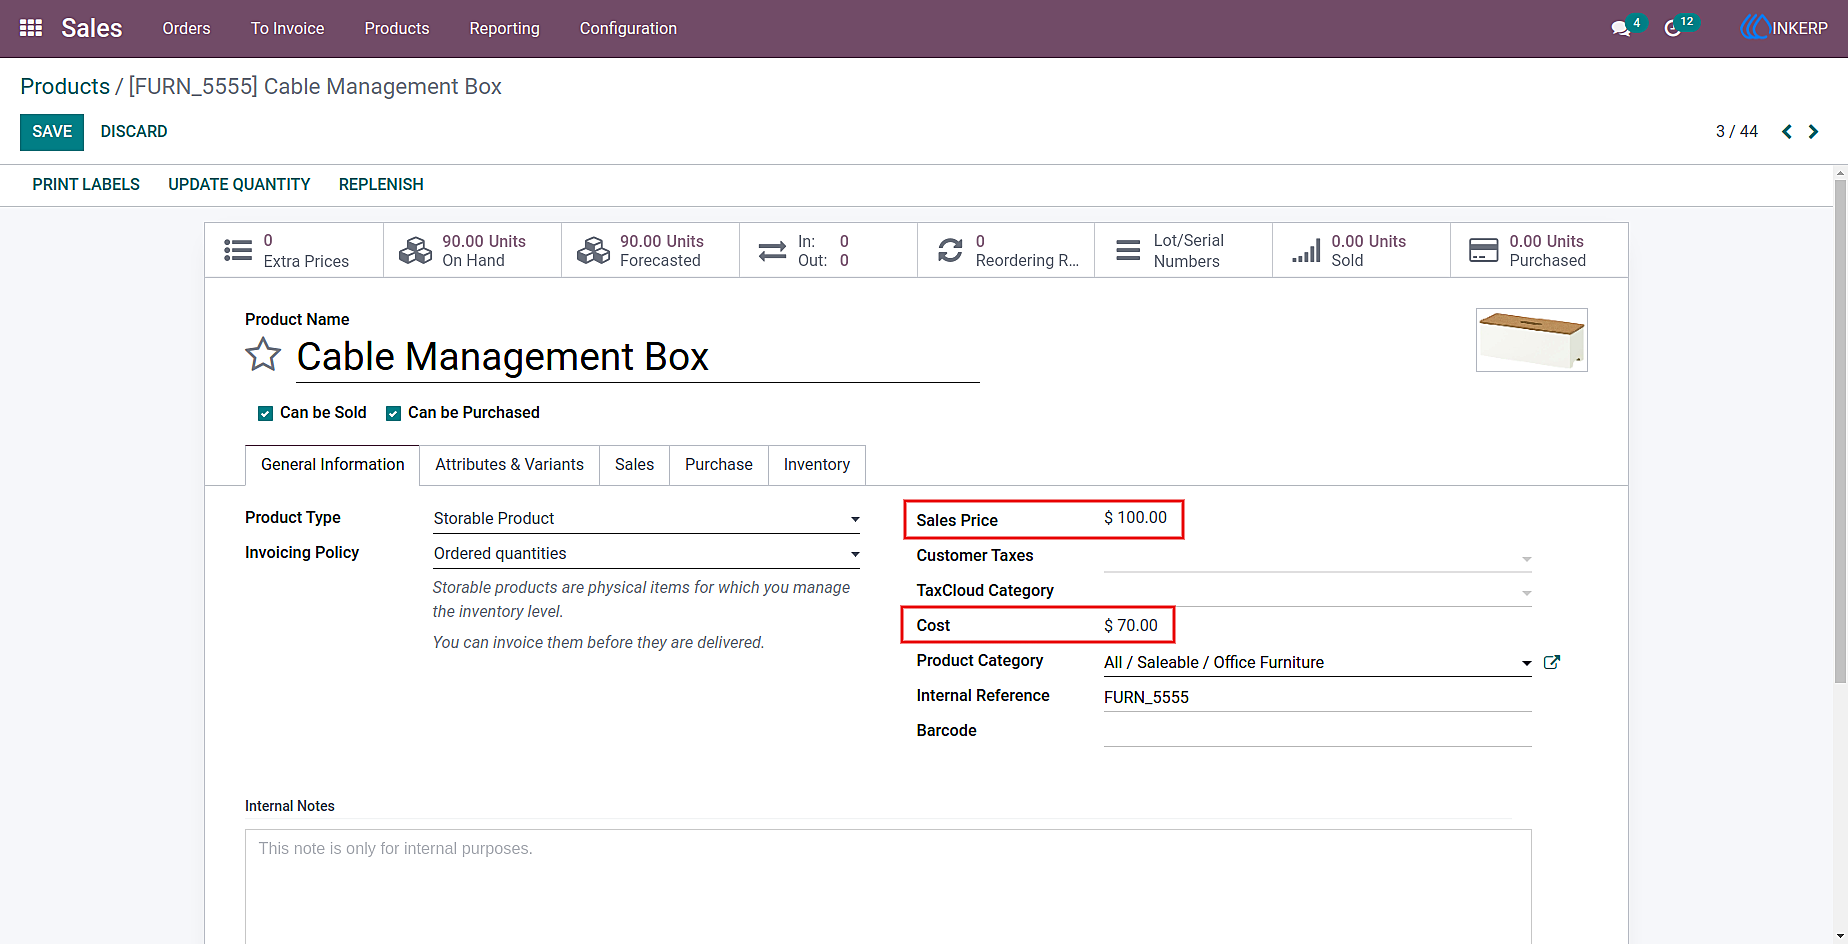 Sales Orders To Invoice Products Reporting Configuration 4 12 INKERP
Products / [FURN_5555] Cable Management Box
SAVE DISCARD 3 / 44
PRINT LABELS UPDATE QUANTITY REPLENISH
0 Extra Prices
90.00 Units On Hand
90.00 Units Forecasted
In: 0
Out: 0
0 Reordering R...
Lot/Serial Numbers
0.00 Units Sold
0.00 Units Purchased
Product Name
Cable Management Box
Can be Sold Can be Purchased
General Information Attributes & Variants Sales Purchase Inventory
Product Type Storable Product
Invoicing Policy Ordered quantities
Storable products are physical items for which you manage
the inventory level.
You can invoice them before they are delivered.
Sales Price $ 100.00
Customer Taxes
TaxCloud Category
Cost $ 70.00
Product Category All / Saleable / Office Furniture
Internal Reference FURN_5555
Barcode
Internal Notes
This note is only for internal purposes.